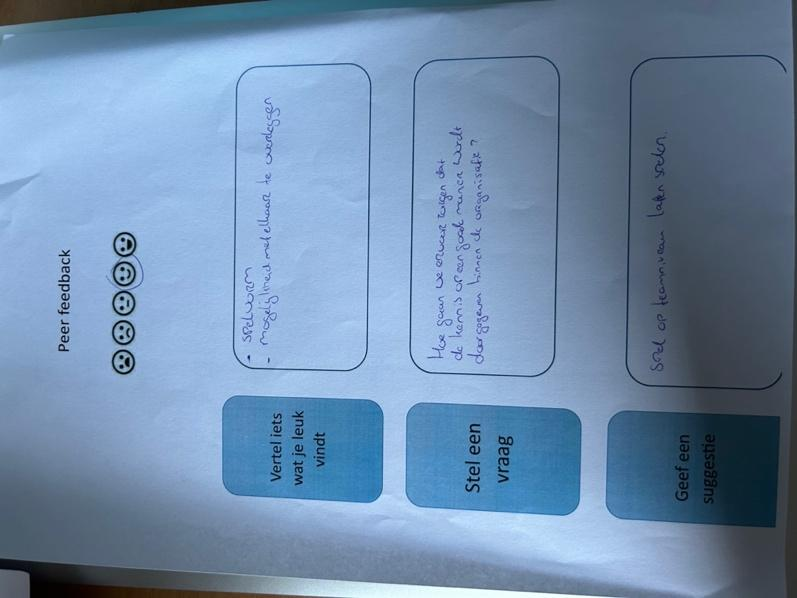 Peer feedback
Vertel iets
wat je leuk
vindt
- spelvorm
- mogelijkheid met elkaar te overleggen
Stel een
vraag
Hoe gaan we ervoor zorgen dat
de kennis op een goede manier wordt
doorgegeven binnen de organisatie?
Geef een
suggestie
Spel op teamniveau laten spelen.